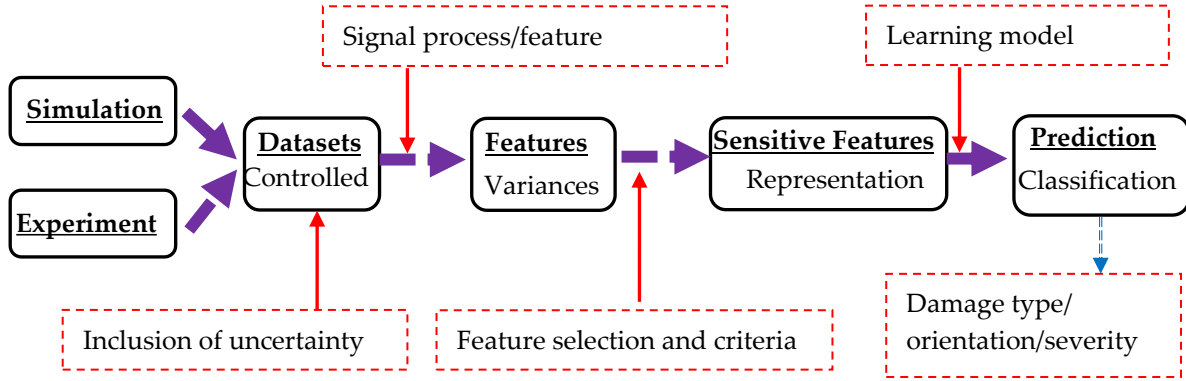 Signal process/feature
Learning model
Simulation
Experiment
Datasets
Controlled
Features
Variances
Sensitive Features
Representation
Prediction
Classification
Inclusion of uncertainty
Feature selection and criteria
Damage type/
orientation/severity